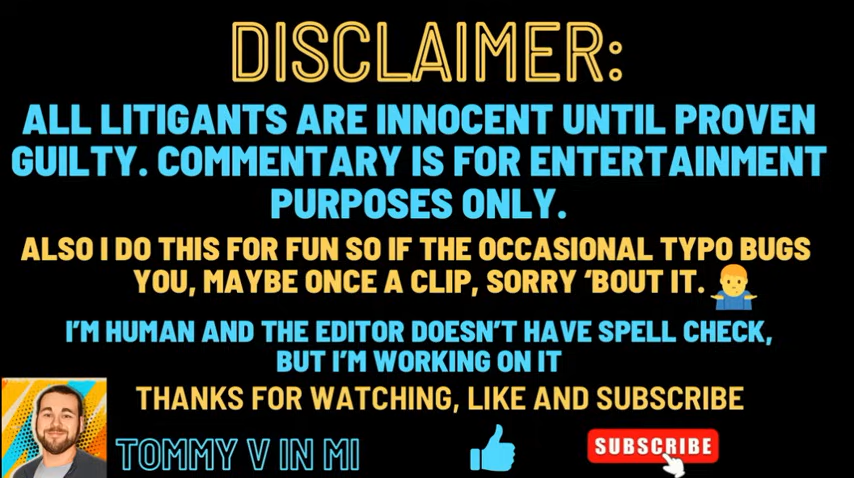 DISCLAIMER:
ALL LITIGANTS ARE INNOCENT UNTIL PROVEN
GUILTY. COMMENTARY IS FOR ENTERTAINMENT
PURPOSES ONLY.
ALSO I DO THIS FOR FUN SO IF THE OCCASIONAL TYPO BUGS
YOU, MAYBE ONCE A CLIP, SORRY ‘BOUT IT. 🤷‍♂️
I’M HUMAN AND THE EDITOR DOESN’T HAVE SPELL CHECK,
BUT I’M WORKING ON IT
THANKS FOR WATCHING, LIKE AND SUBSCRIBE
TOMMY V IN MI
SUBSCRIBE